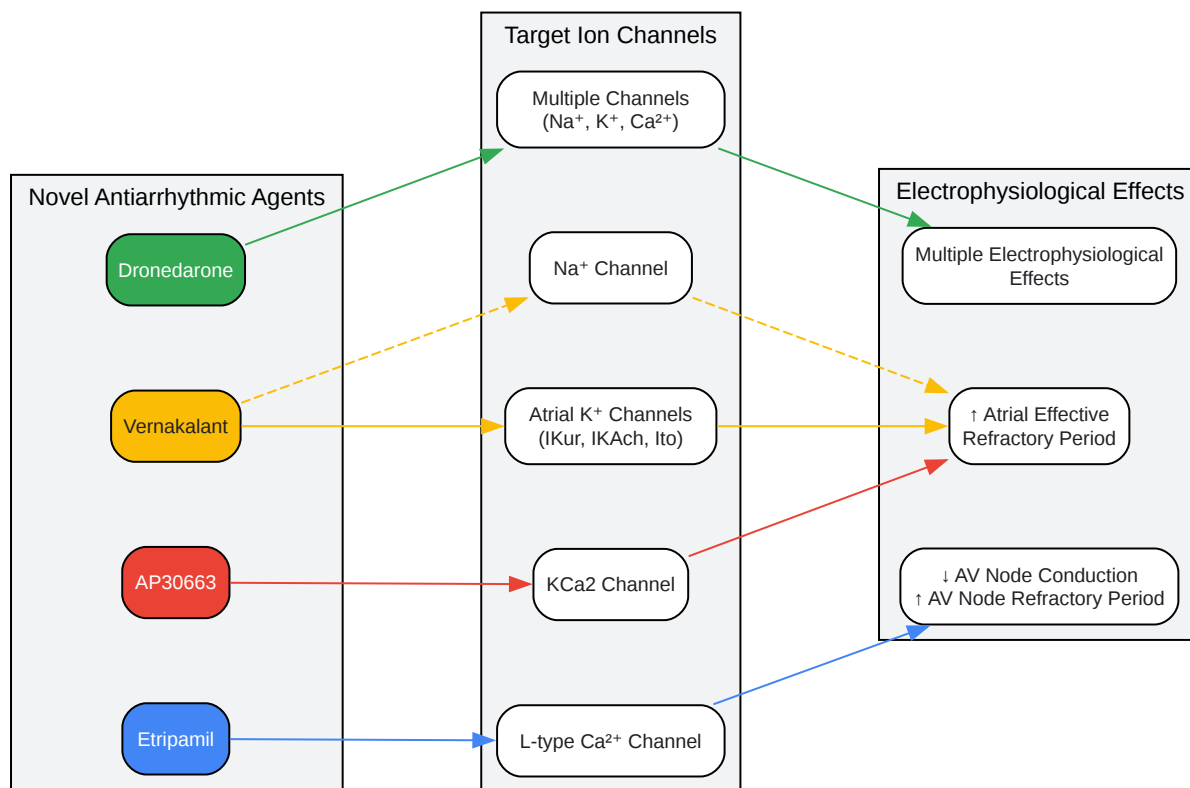 Novel Antiarrhythmic Agents
Dronedarone
Vernakalant
AP30663
Etripamil
Target Ion Channels
Multiple Channels
(Na⁺, K⁺, Ca²⁺)
Na⁺ Channel
Atrial K⁺ Channels
(IKur, IKAch, Ito)
KCa2 Channel
L-type Ca²⁺ Channel
Electrophysiological Effects
Multiple Electrophysiological
Effects
↑ Atrial Effective
Refractory Period
↓ AV Node Conduction
↑ AV Node Refractory Period